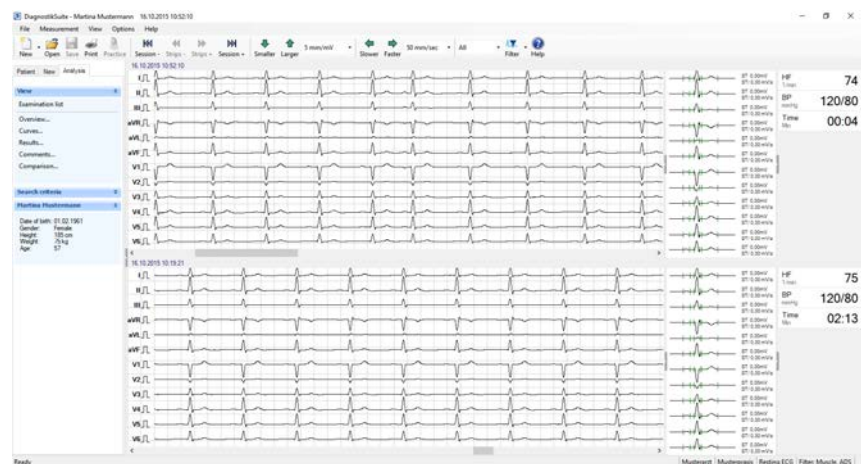 DiagnostikSuite - Martina Mustermann 16.10.2015 10:52:10
File Measurement View Options Help
New Open Save Print Practice Session - Strips - Strips + Session + Smaller Larger 5 mm/mV Slower Faster 50 mm/sec All Filter Help
Patient New Analysis
View
Examination list
Overview...
Curves...
Results...
Comments...
Comparison...
Search criteria
Martina Mustermann
Date of birth: 01.02.1961
Gender: Female
Height: 185 cm
Weight: 75 kg
Age: 57
16.10.2015 10:52:10
I
II
III
aVR
aVL
aVF
V1
V2
V3
V4
V5
V6
HF 74
BP 120/80
Time 00:04
16.10.2015 10:19:21
I
II
III
aVR
aVL
aVF
V1
V2
V3
V4
V5
V6
HF 75
BP 120/80
Time 02:13
Ready
Musterarzt Musterpraxis Resting ECG Filter: Muscle, ADS